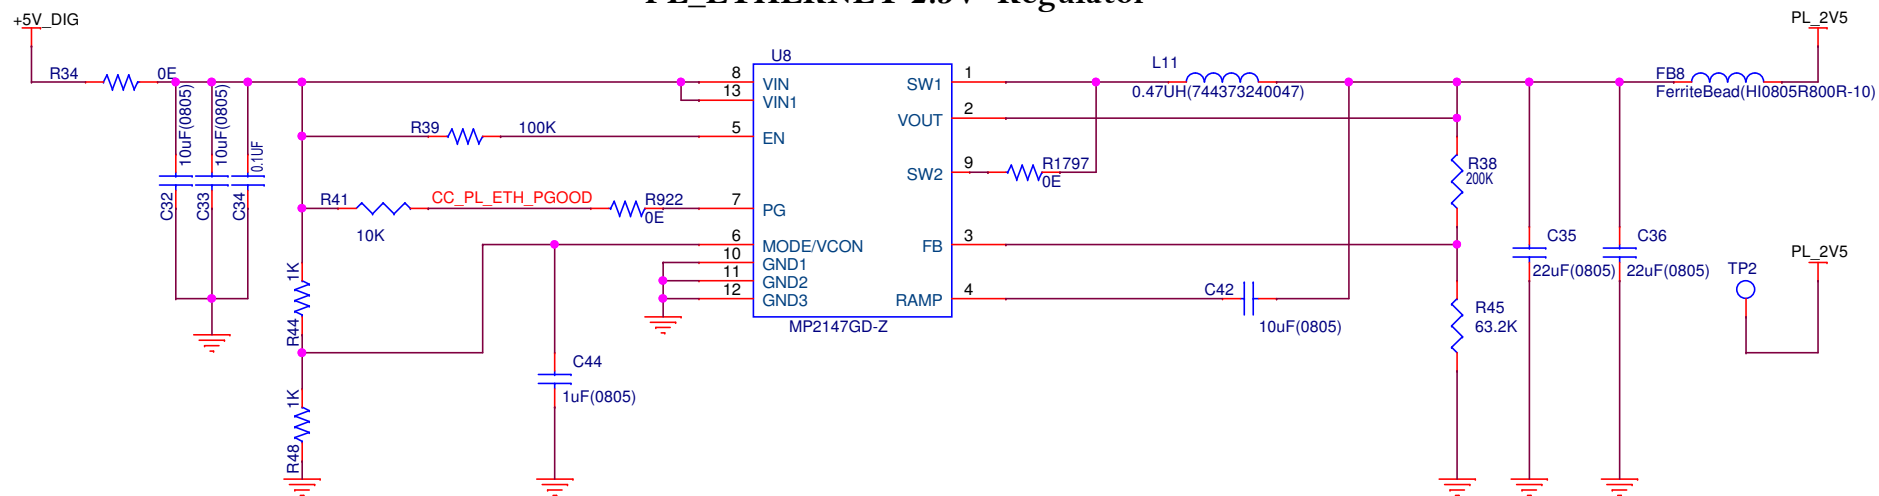 PL_ETHERNET 2.5V Regulator
+5V_DIG
PL_2V5
R34
0E
10uF(0805)
10uF(0805)
0.1UF
C32
C33
C34
R39
100K
R41
10K
CC_PL_ETH_PGOOD
R922
0E
1K
R44
1K
R48
C44
1uF(0805)
U8
8
VIN
13
VIN1
5
EN
7
PG
6
MODE/VCON
10
GND1
11
GND2
12
GND3
SW1
1
VOUT
2
SW2
9
FB
3
RAMP
4
MP2147GD-Z
L11
0.47UH(744373240047)
R1797
0E
C42
10uF(0805)
R38
200K
R45
63.2K
C35
22uF(0805)
C36
22uF(0805)
FB8
FerriteBead(HI0805R800R-10)
TP2
PL_2V5